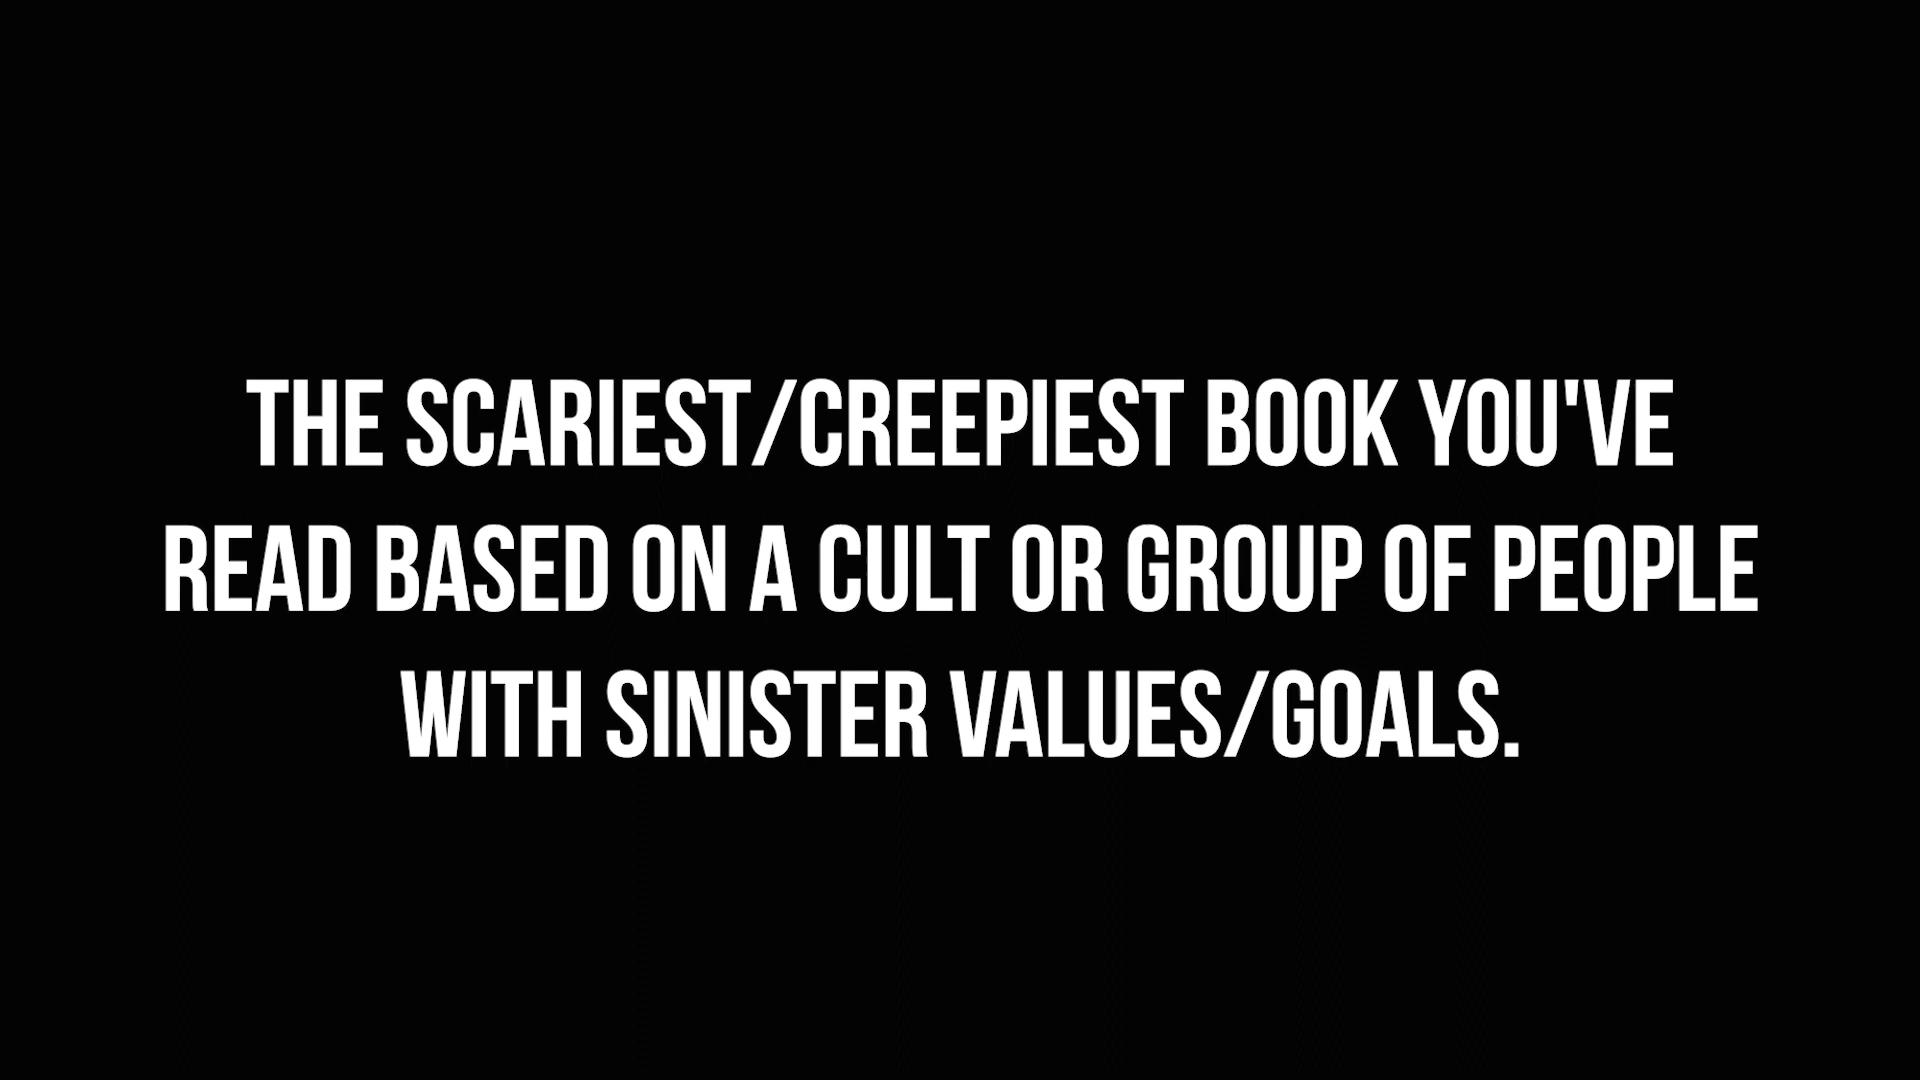 THE SCARIEST/CREEPIEST BOOK YOU'VE
READ BASED ON A CULT OR GROUP OF PEOPLE
WITH SINISTER VALUES/GOALS.